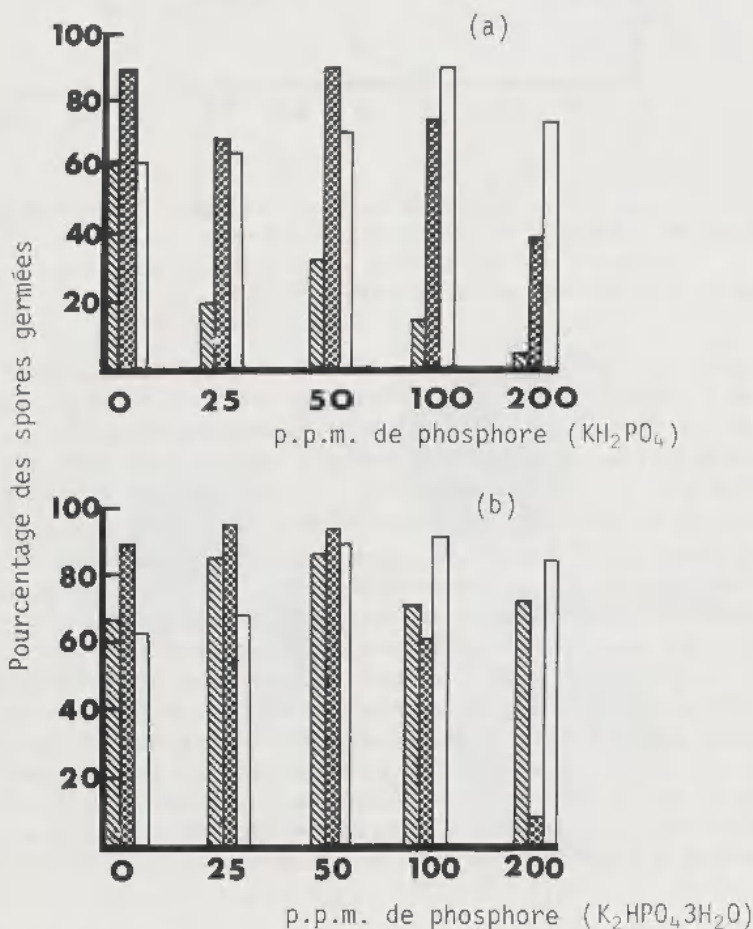 (a)
100
80
60
40
20
0 25 50 100 200
p.p.m. de phosphore (KH₂PO₄)
Pourcentage des spores germées
(b)
100
80
60
40
20
0 25 50 100 200
p.p.m. de phosphore (K₂HPO₄3H₂O)